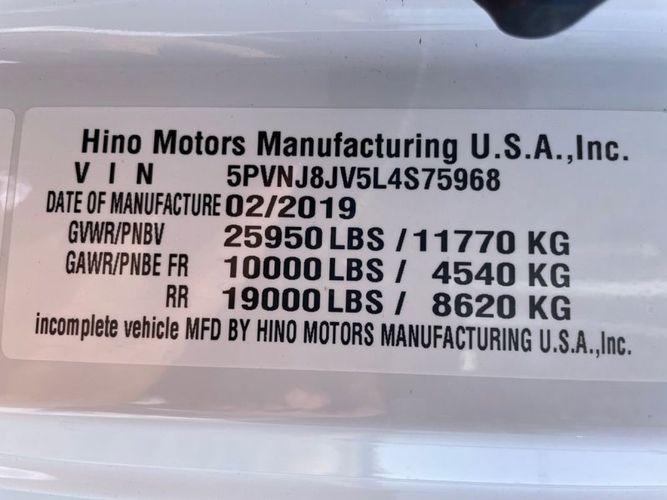 Hino Motors Manufacturing U.S.A.,Inc.
VIN 5PVNJ8JV5L4S75968
DATE OF MANUFACTURE 02/2019
GVWR/PNBV 25950 LBS / 11770 KG
GAWR/PNBE FR 10000 LBS / 4540 KG
RR 19000 LBS / 8620 KG
incomplete vehicle MFD BY HINO MOTORS MANUFACTURING U.S.A.,Inc.